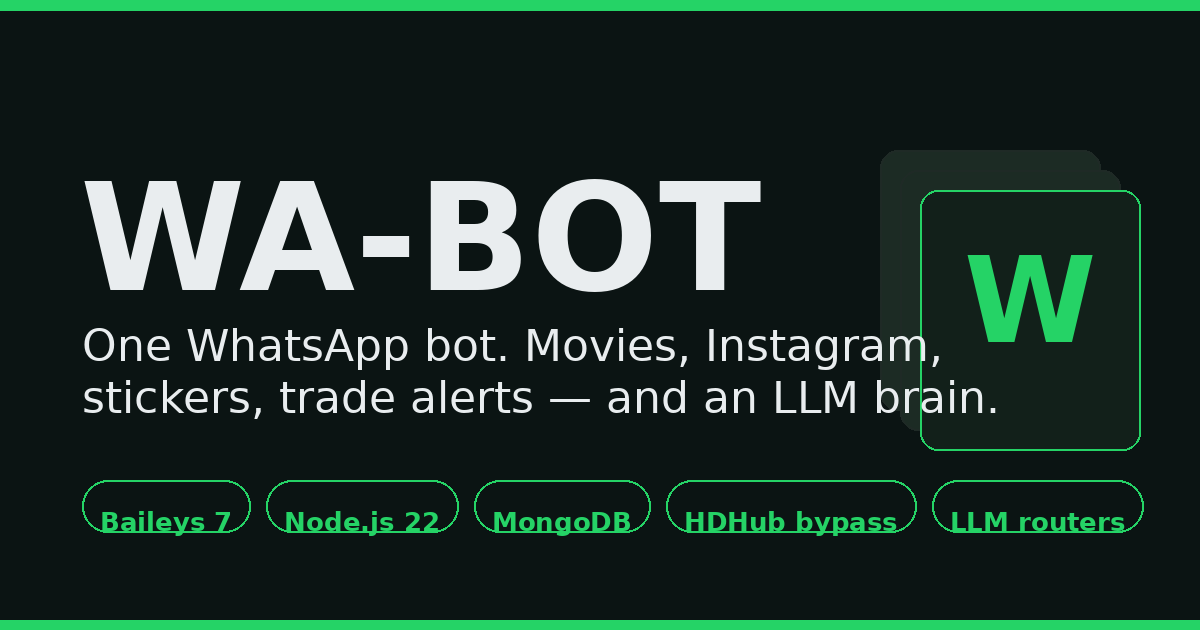 WA-BOT
W
One WhatsApp bot. Movies, Instagram,
stickers, trade alerts — and an LLM brain.
Baileys 7
Node.js 22
MongoDB
HDHub bypass
LLM routers